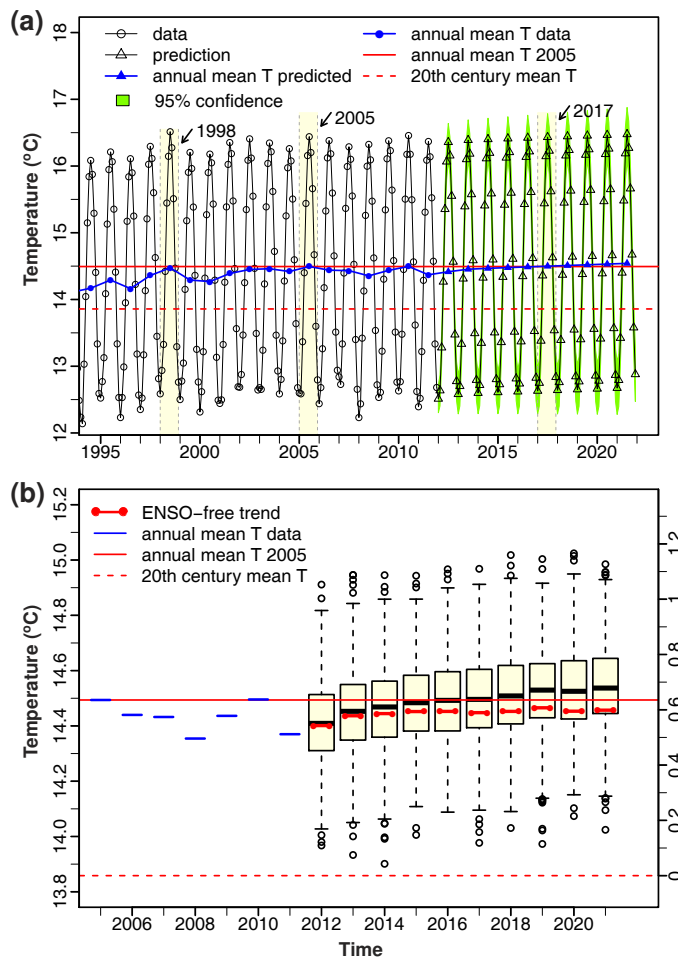 (a)
data
prediction
annual mean T predicted
95% confidence
annual mean T data
annual mean T 2005
20th century mean T
1998
2005
2017
Temperature (°C)
18
17
16
15
14
13
12
1995
2000
2005
2010
2015
2020
(b)
ENSO−free trend
annual mean T data
annual mean T 2005
20th century mean T
Temperature (°C)
15.2
15.0
14.8
14.6
14.4
14.2
14.0
13.8
1.2
1
0.8
0.6
0.4
0.2
0
2006
2008
2010
2012
2014
2016
2018
2020
Time